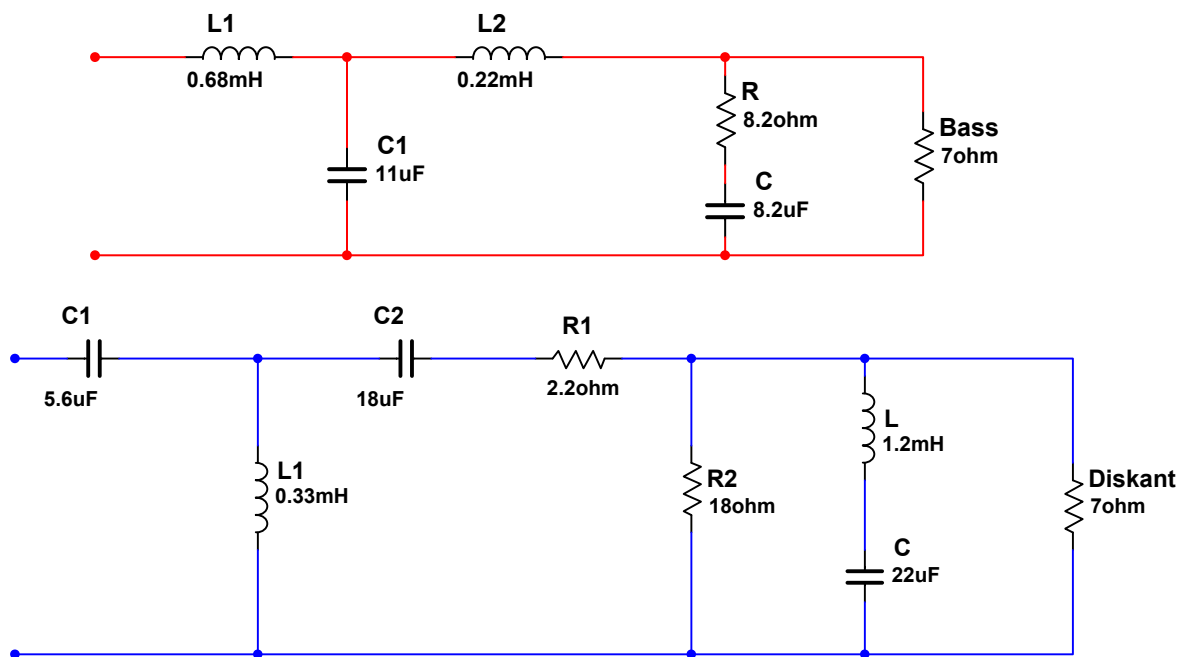 L1
0.68mH
L2
0.22mH
C1
11uF
R
8.2ohm
C
8.2uF
Bass
7ohm
C1
5.6uF
C2
18uF
R1
2.2ohm
L1
0.33mH
R2
18ohm
L
1.2mH
C
22uF
Diskant
7ohm